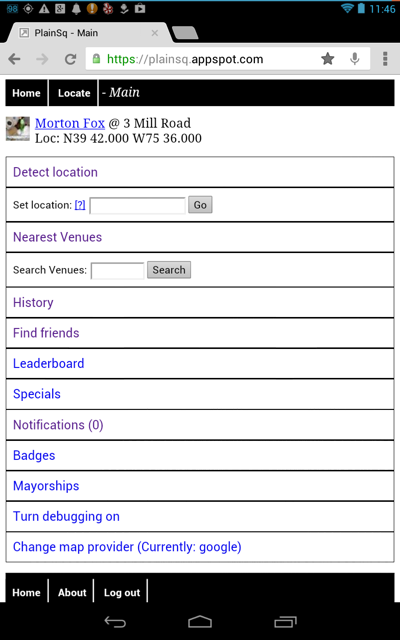 98
11:46
PlainSq - Main
https://plainsq.appspot.com
Home Locate - Main
Morton Fox @ 3 Mill Road
Loc: N39 42.000 W75 36.000
Detect location
Set location: [?] Go
Nearest Venues
Search Venues: Search
History
Find friends
Leaderboard
Specials
Notifications (0)
Badges
Mayorships
Turn debugging on
Change map provider (Currently: google)
Home About Log out